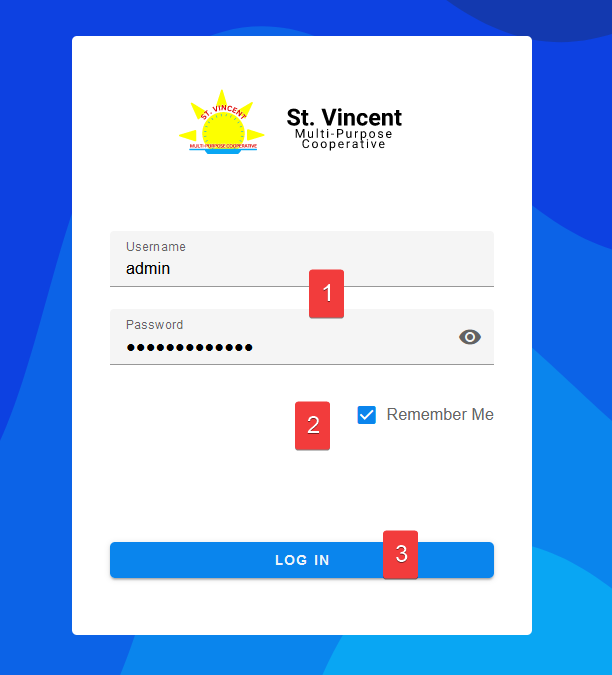 ST. VINCENT
MULTI-PURPOSE COOPERATIVE
St. Vincent
Multi-Purpose
Cooperative
Username
admin
1
Password
2
Remember Me
LOG IN
3